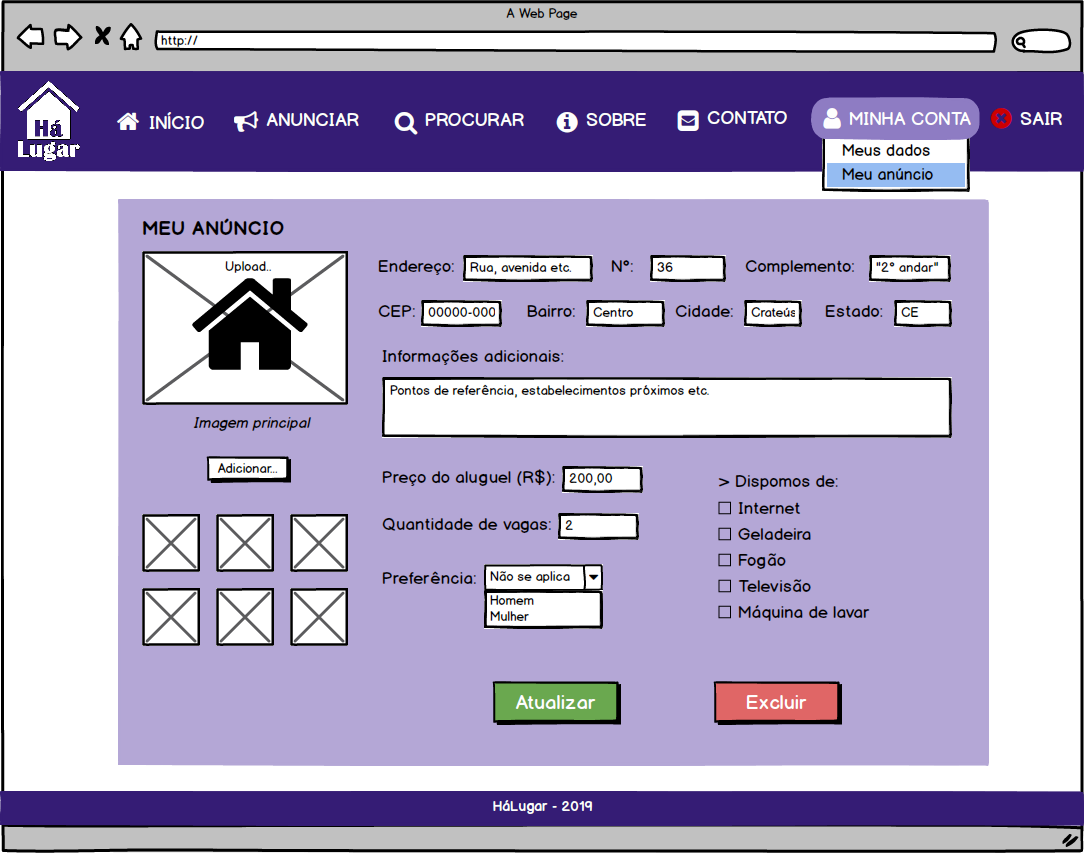 A Web Page
http://
Há
Lugar
INÍCIO
ANUNCIAR
PROCURAR
SOBRE
CONTATO
MINHA CONTA
SAIR
Meus dados
Meu anúncio
MEU ANÚNCIO
Upload..
Imagem principal
Adicionar...
Endereço: Rua, avenida etc. Nº: 36 Complemento: "2° andar"
CEP: 00000-000 Bairro: Centro Cidade: Crateús Estado: CE
Informações adicionais:
Pontos de referência, estabelecimentos próximos etc.
Preço do aluguel (R$): 200,00
Quantidade de vagas: 2
Preferência: Não se aplica
Homem
Mulher
> Dispomos de:
Internet
Geladeira
Fogão
Televisão
Máquina de lavar
Atualizar
Excluir
HáLugar - 2019